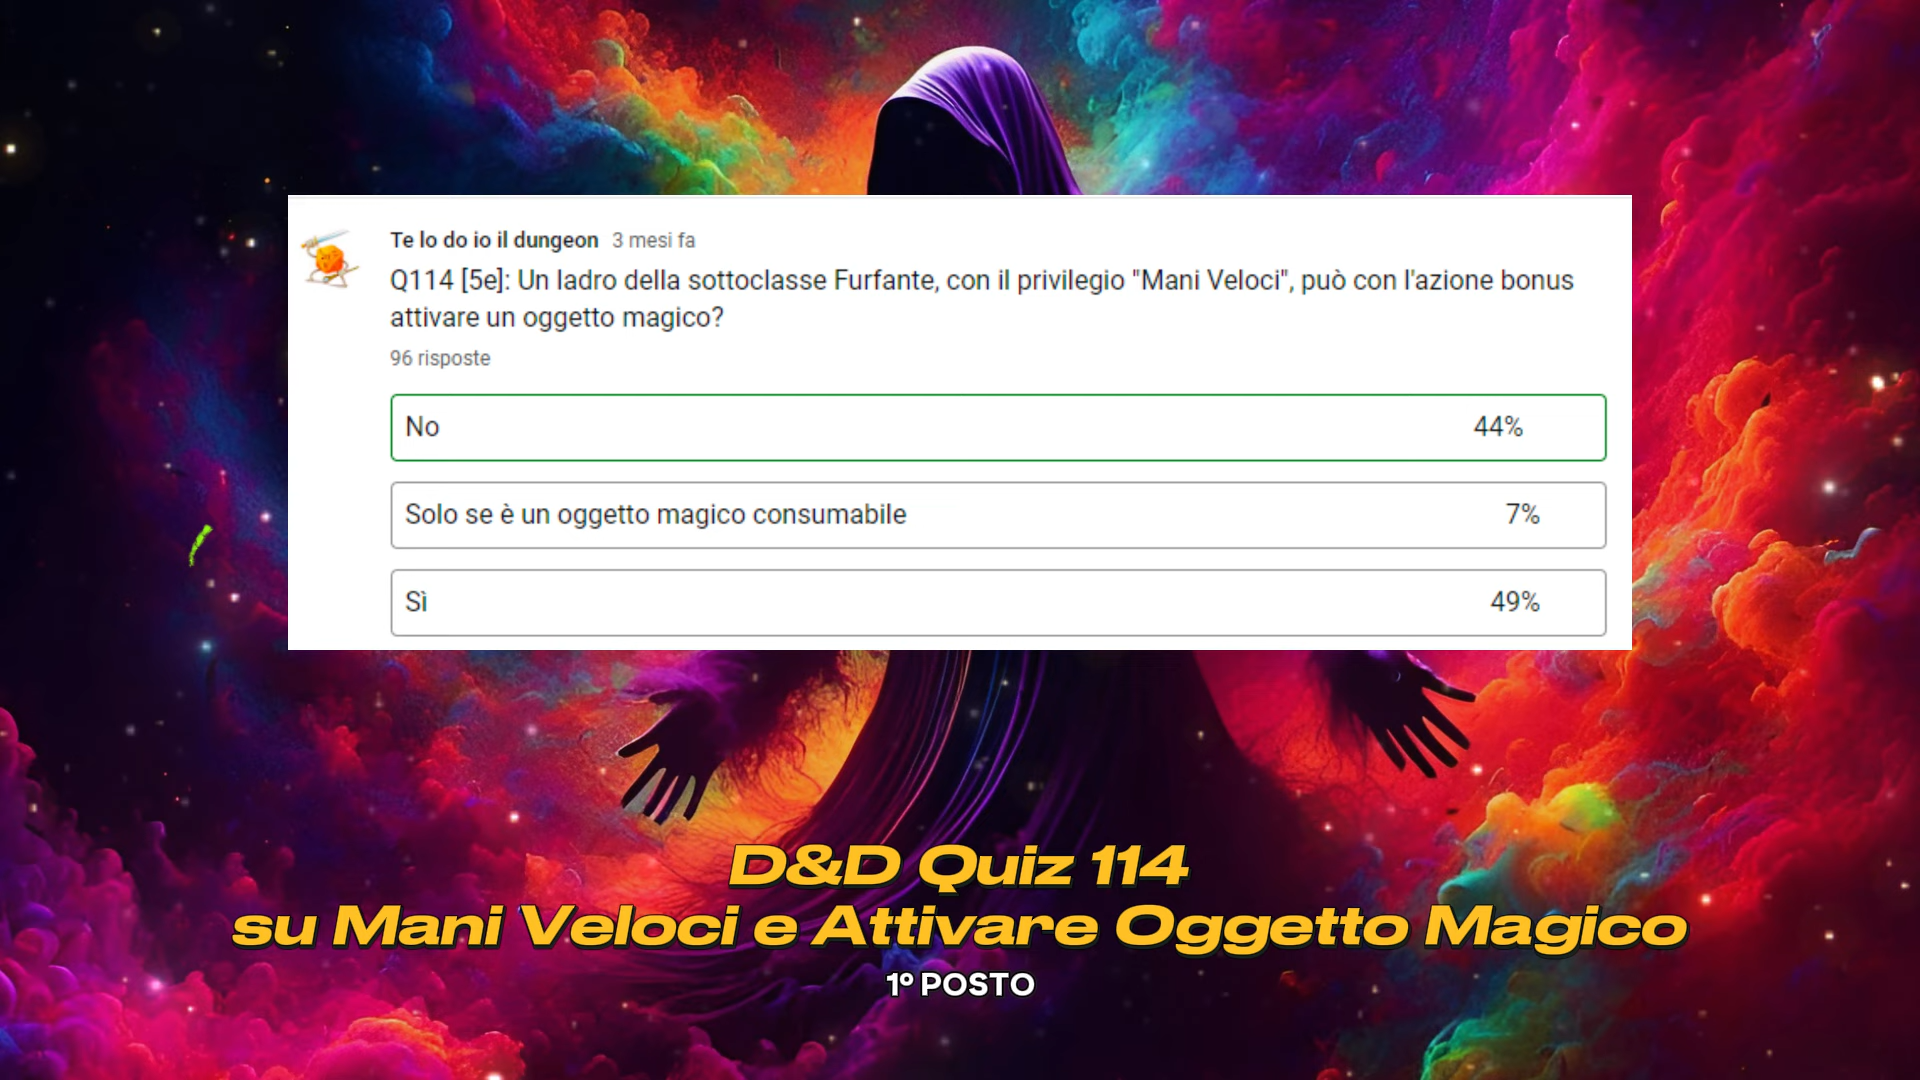 Te lo do io il dungeon 3 mesi fa
Q114 [5e]: Un ladro della sottoclasse Furfante, con il privilegio "Mani Veloci", può con l'azione bonus
attivare un oggetto magico?
96 risposte
No 44%
Solo se è un oggetto magico consumabile 7%
Sì 49%
D&D Quiz 114
su Mani Veloci e Attivare Oggetto Magico
1º POSTO